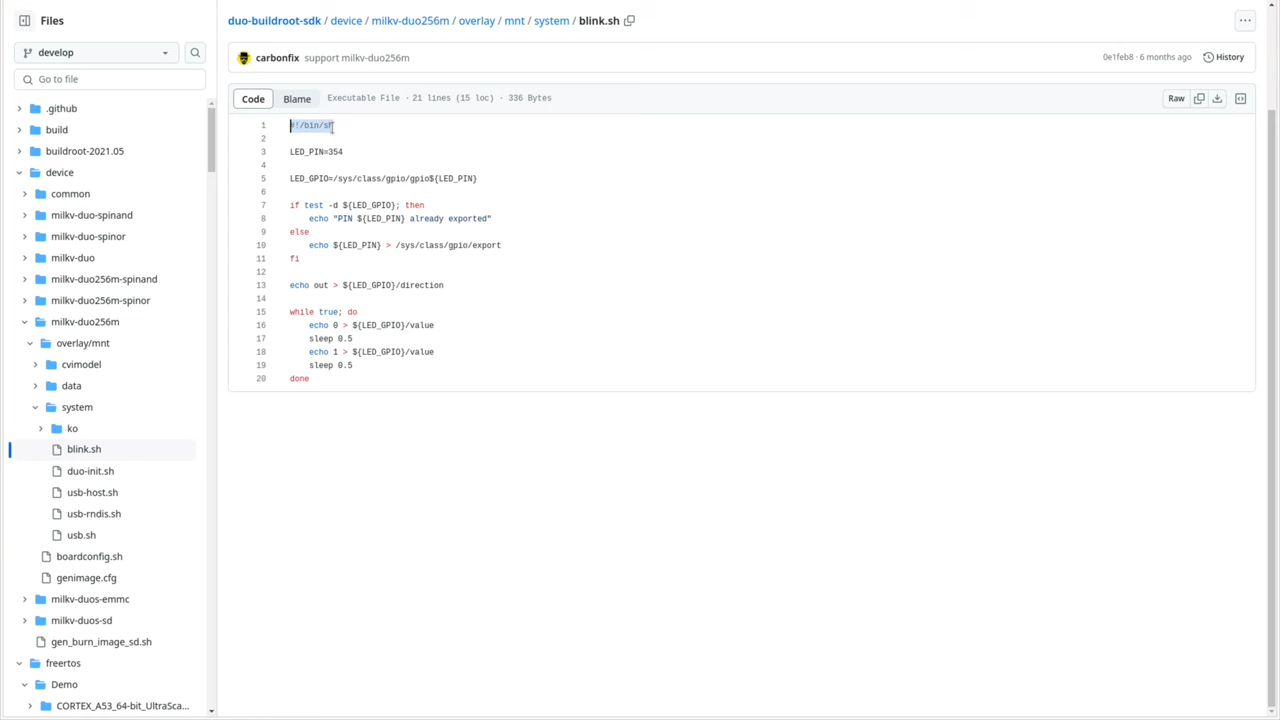 Files
develop
Go to file
.github
build
buildroot-2021.05
device
common
milkv-duo-spinand
milkv-duo-spinor
milkv-duo
milkv-duo256m-spinand
milkv-duo256m-spinor
milkv-duo256m
overlay/mnt
cvimodel
data
system
ko
blink.sh
duo-init.sh
usb-host.sh
usb-rndis.sh
usb.sh
boardconfig.sh
genimage.cfg
milkv-duos-emmc
milkv-duos-sd
gen_burn_image_sd.sh
freertos
Demo
CORTEX_A53_64-bit_UltraSca...
duo-buildroot-sdk / device / milkv-duo256m / overlay / mnt / system / blink.sh
carbonfix support milkv-duo256m 0e1feb8 · 6 months ago History
Code Blame Executable File · 21 lines (15 loc) · 336 Bytes Raw
1 #!/bin/sh
2
3 LED_PIN=354
4
5 LED_GPIO=/sys/class/gpio/gpio${LED_PIN}
6
7 if test -d ${LED_GPIO}; then
8 echo "PIN ${LED_PIN} already exported"
9 else
10 echo ${LED_PIN} > /sys/class/gpio/export
11 fi
12
13 echo out > ${LED_GPIO}/direction
14
15 while true; do
16 echo 0 > ${LED_GPIO}/value
17 sleep 0.5
18 echo 1 > ${LED_GPIO}/value
19 sleep 0.5
20 done